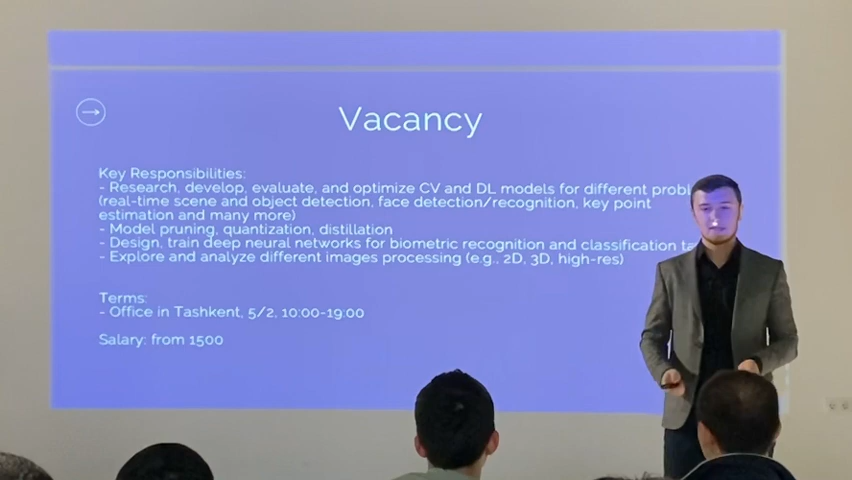 Vacancy
Key Responsibilities:
- Research, develop, evaluate, and optimize CV and DL models for different
(real-time scene and object detection, face detection/recognition, key point
estimation and many more)
- Model pruning, quantization, distillation
- Design, train deep neural networks for biometric recognition and classification
- Explore and analyze different images processing (e.g., 2D, 3D, high-res)
Terms:
- Office in Tashkent, 5/2, 10:00-19:00
Salary: from 1500